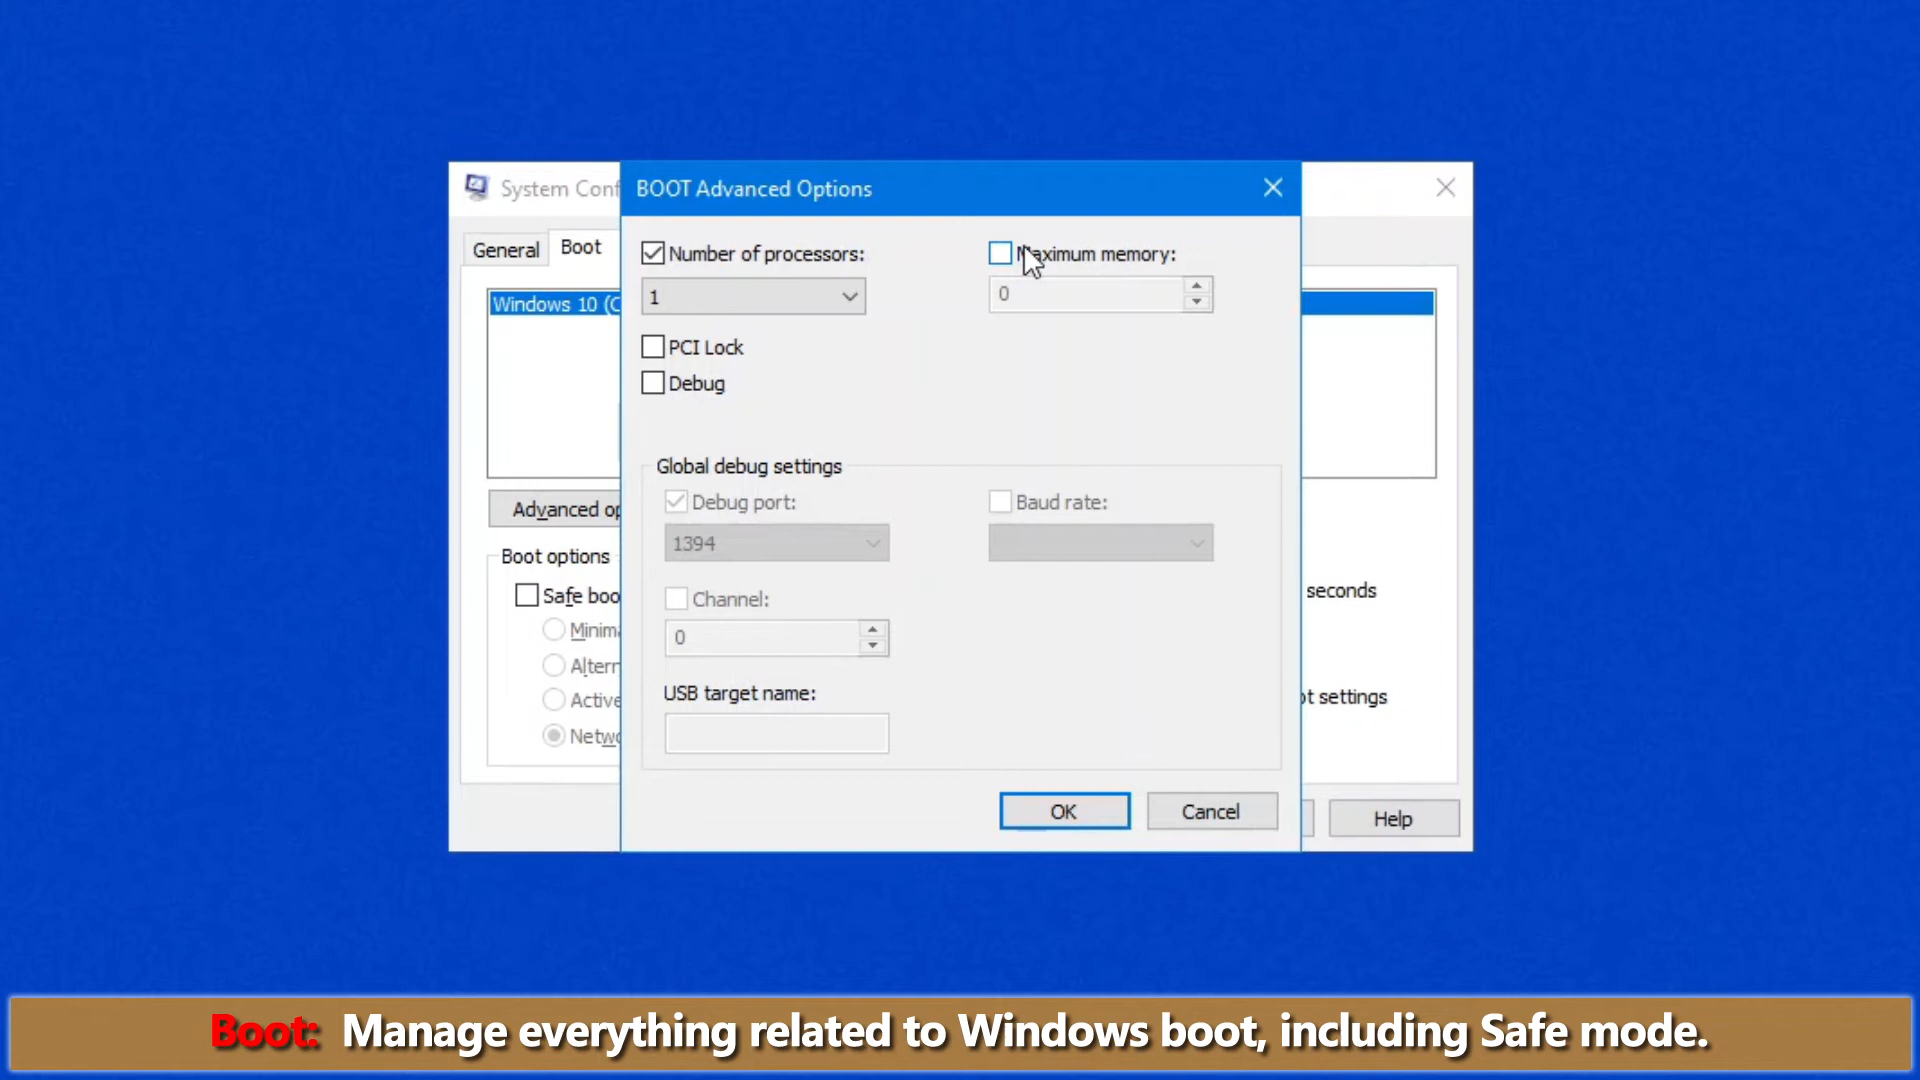 System Conf
BOOT Advanced Options
General
Boot
Number of processors:
Maximum memory:
Windows 10 (C
1
0
PCI Lock
Debug
Global debug settings
Advanced op
Debug port:
Baud rate:
1394
Boot options
Safe boo
Channel:
seconds
Minima
0
Altern
USB target name:
Active
ot settings
Netwo
OK
Cancel
Help
Boot: Manage everything related to Windows boot, including Safe mode.